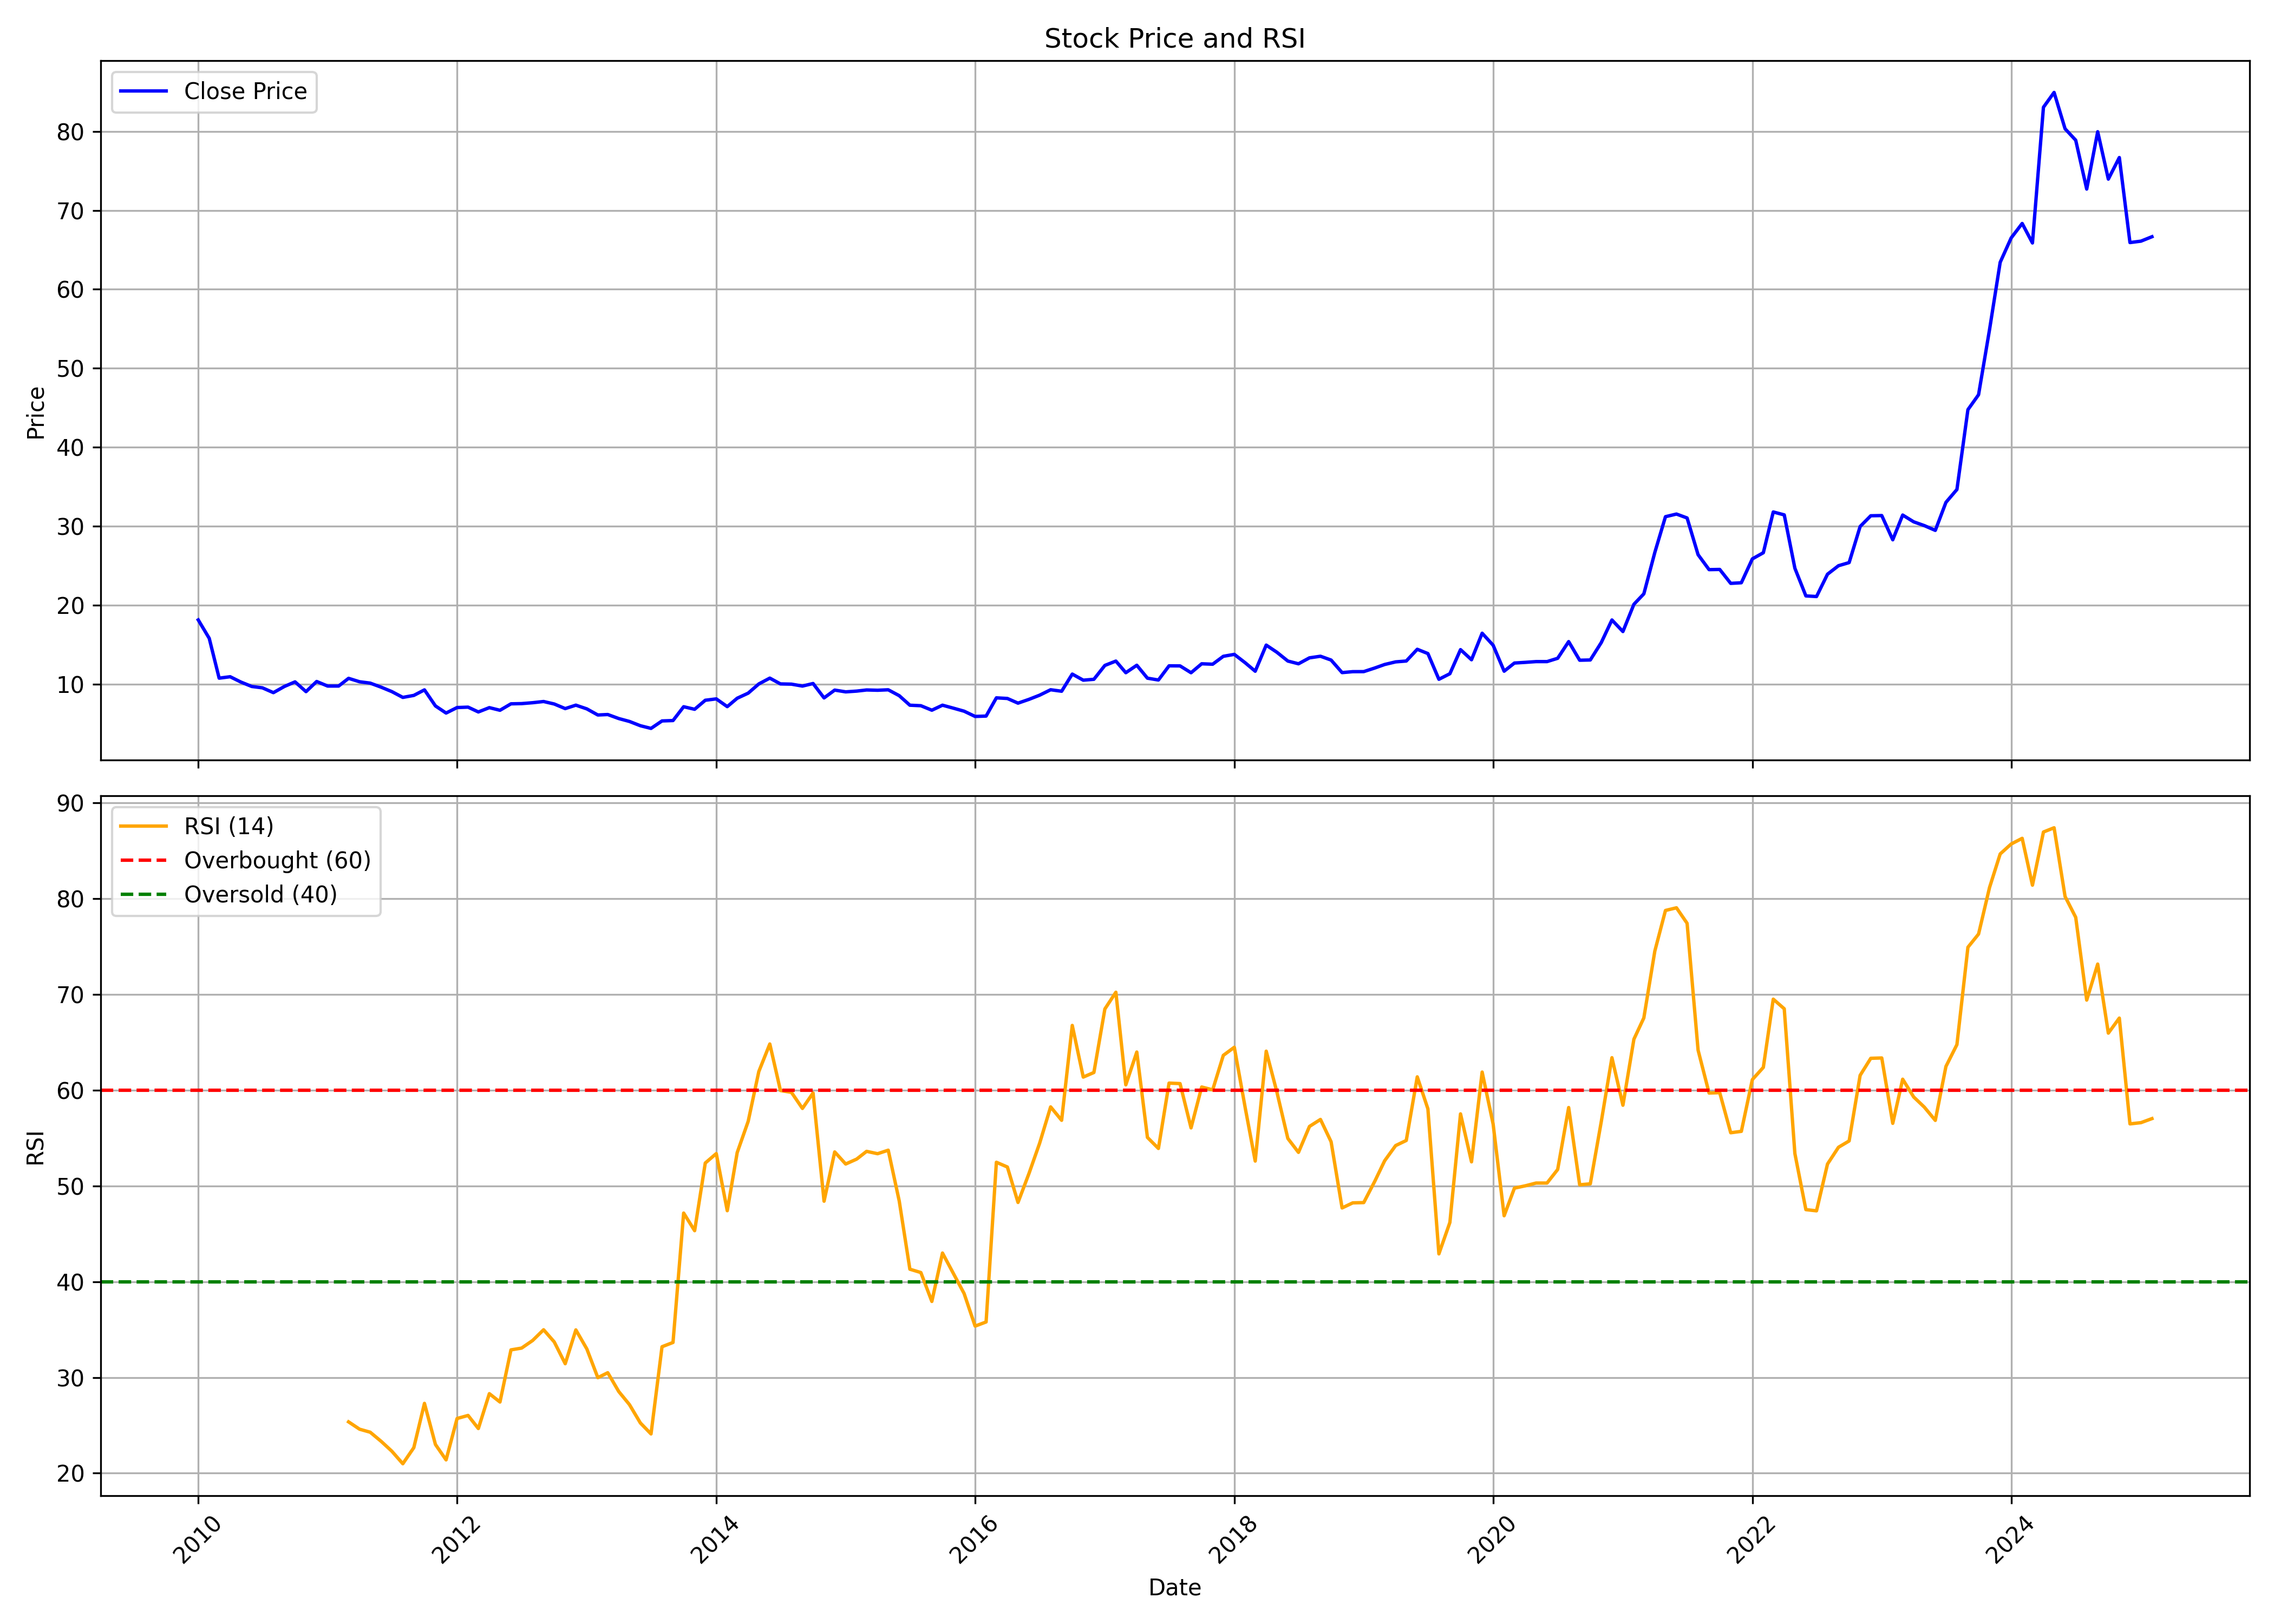 Stock Price and RSI
Close Price
80
70
60
50
40
30
20
10
Price
90
80
70
60
50
40
30
20
RSI (14)
Overbought (60)
Oversold (40)
RSI
2010 2012 2014 2016 2018 2020 2022 2024
Date